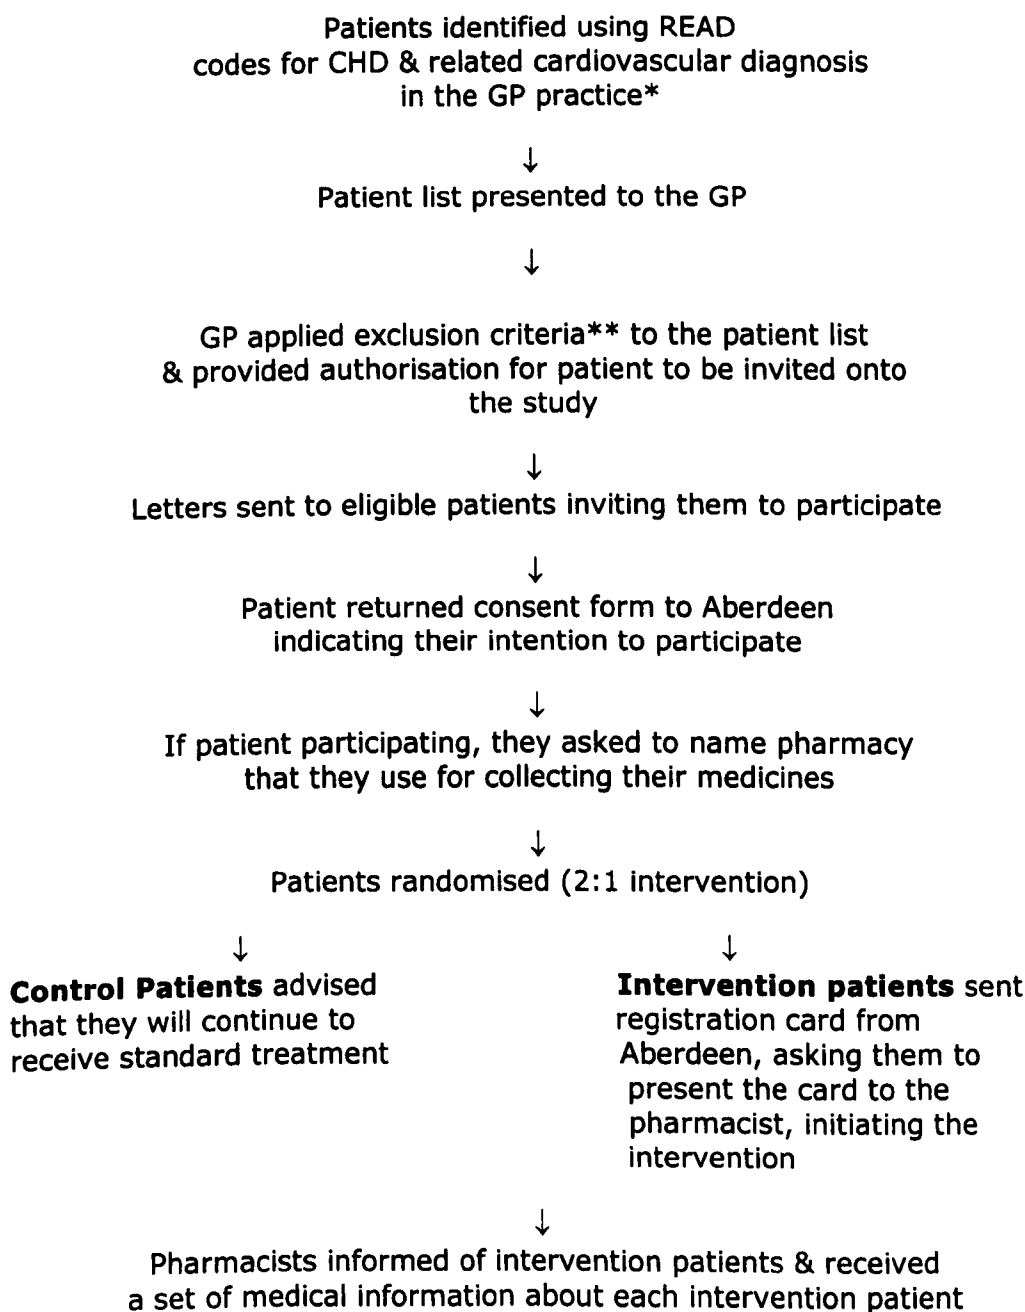 Patients identified using READ
codes for CHD & related cardiovascular diagnosis
in the GP practice*
↓
Patient list presented to the GP
↓
GP applied exclusion criteria** to the patient list
& provided authorisation for patient to be invited onto
the study
↓
Letters sent to eligible patients inviting them to participate
↓
Patient returned consent form to Aberdeen
indicating their intention to participate
↓
If patient participating, they asked to name pharmacy
that they use for collecting their medicines
↓
Patients randomised (2:1 intervention)
↓
Control Patients advised
that they will continue to
receive standard treatment
↓
Intervention patients sent
registration card from
Aberdeen, asking them to
present the card to the
pharmacist, initiating the
intervention
↓
Pharmacists informed of intervention patients & received
a set of medical information about each intervention patient